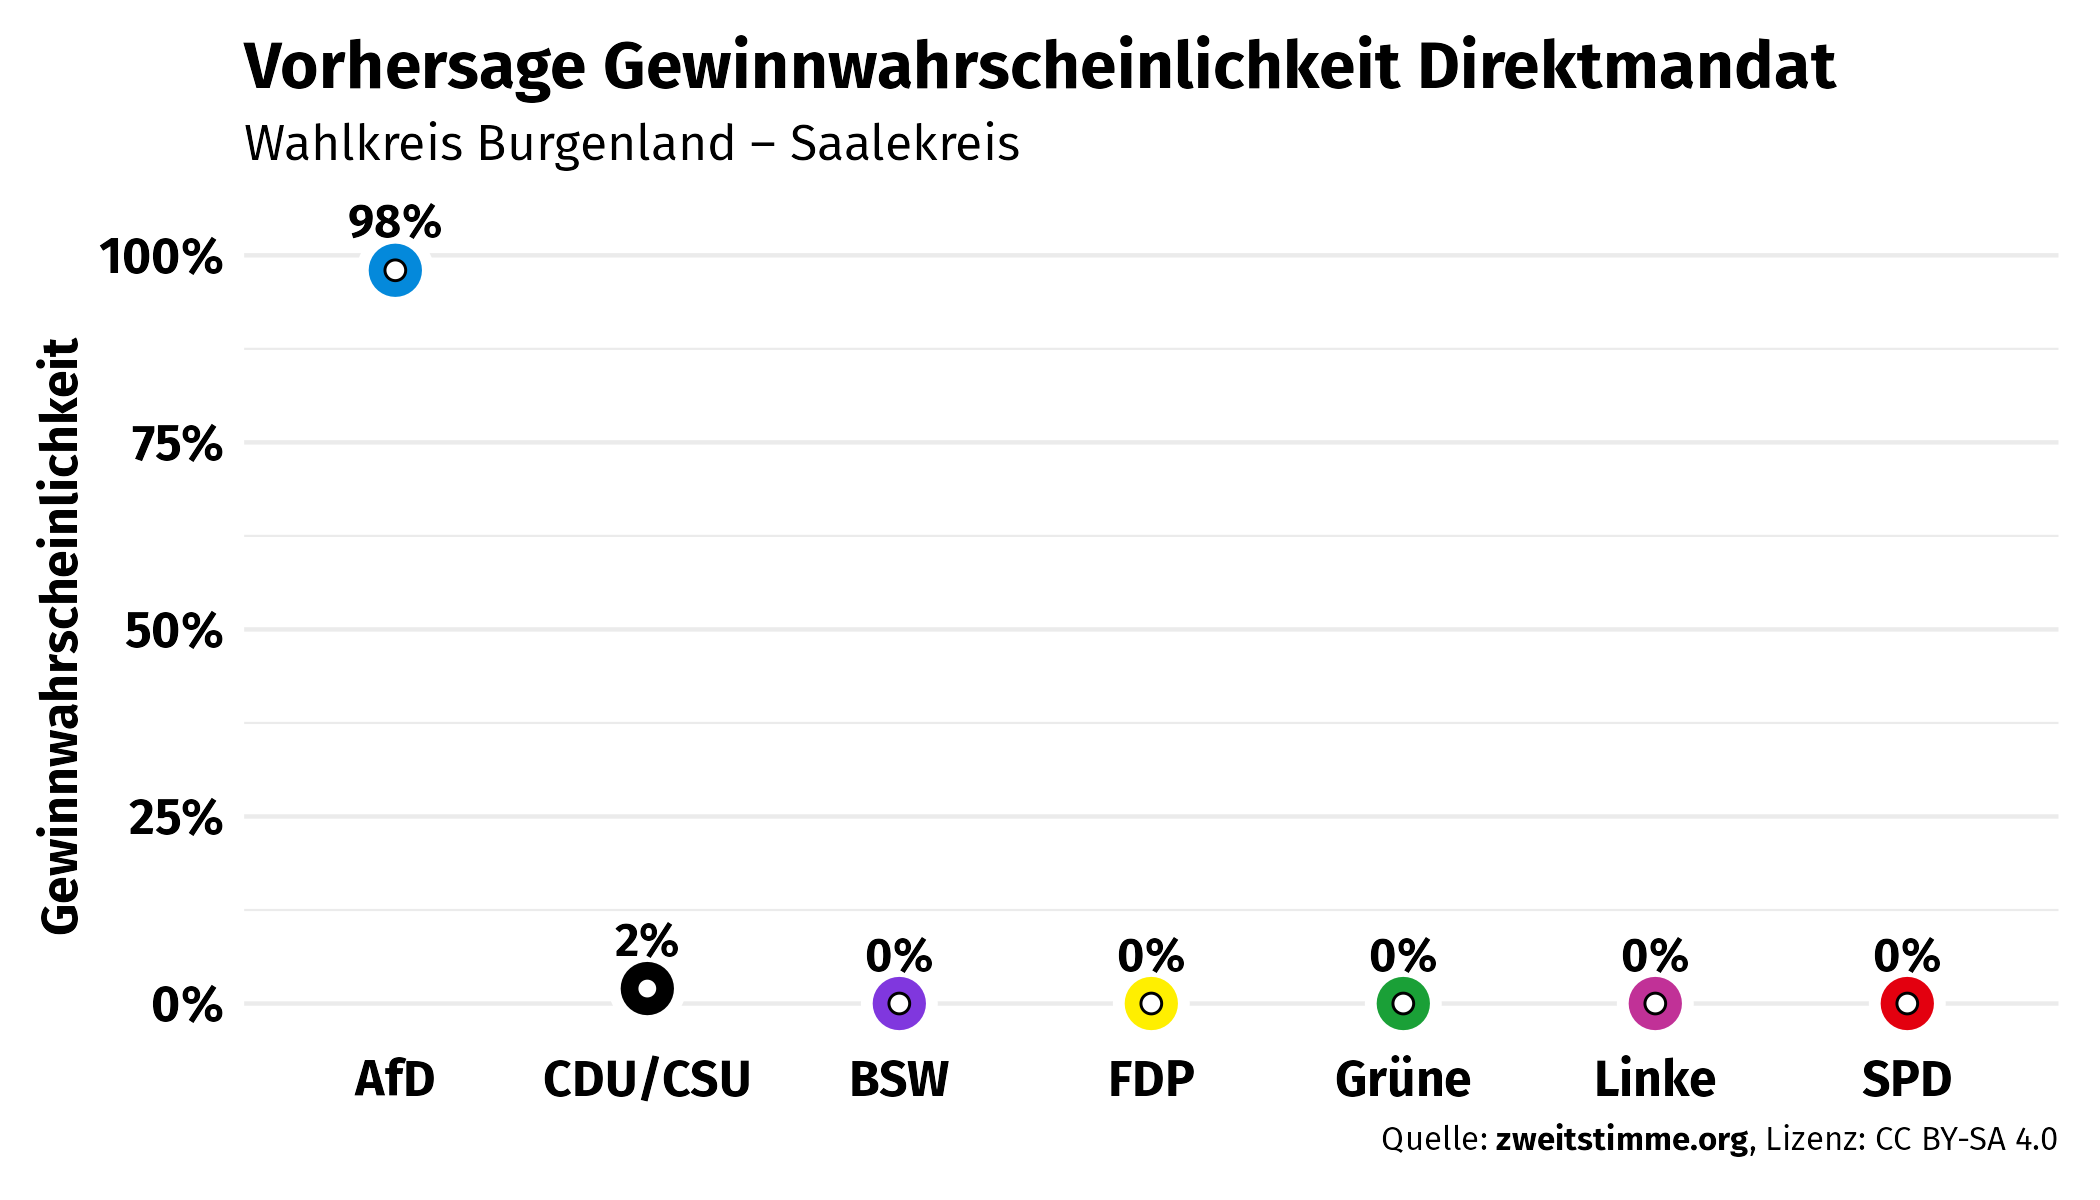 Vorhersage Gewinnwahrscheinlichkeit Direktmandat
Wahlkreis Burgenland – Saalekreis
Gewinnwahrscheinlichkeit
100%
75%
50%
25%
0%
98%
2%
0%
0%
0%
0%
0%
AfD
CDU/CSU
BSW
FDP
Grüne
Linke
SPD
Quelle: zweitstimme.org, Lizenz: CC BY-SA 4.0